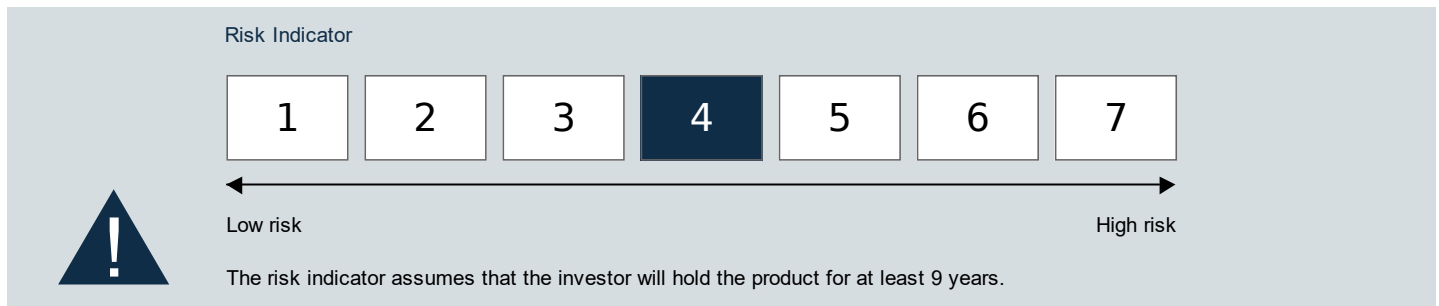 Risk Indicator
1 2 3 4 5 6 7
Low risk High risk
!
The risk indicator assumes that the investor will hold the product for at least 9 years.